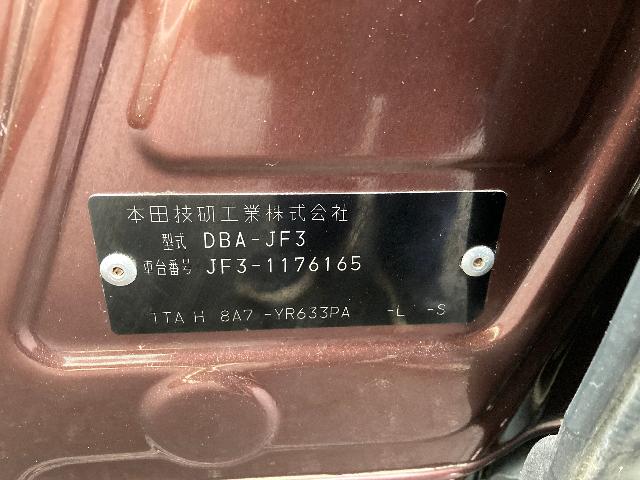 本田技研工業株式会社
型式 DBA-JF3
車台番号 JF3-1176165
TTA H 8A7 -YR633PA -L -S